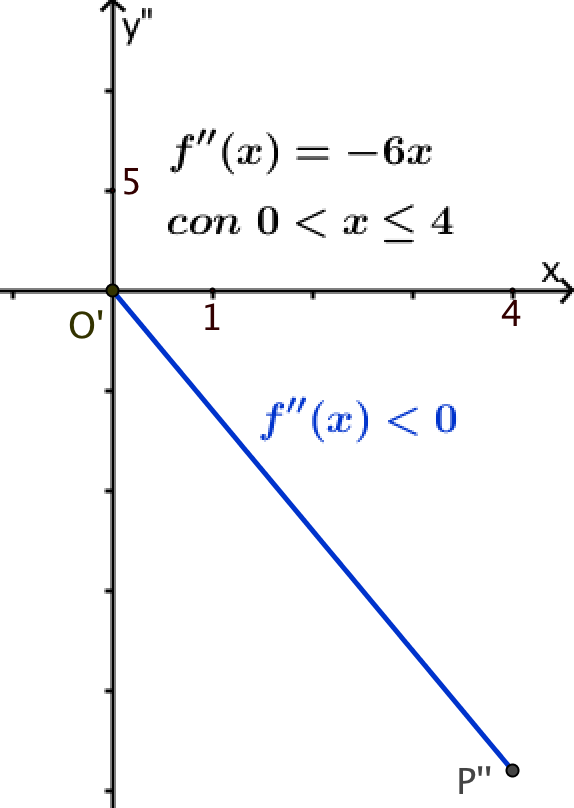 y"
f''(x) = −6x
5
con 0 < x ≤ 4
x
O'
1
4
f''(x) < 0
P"